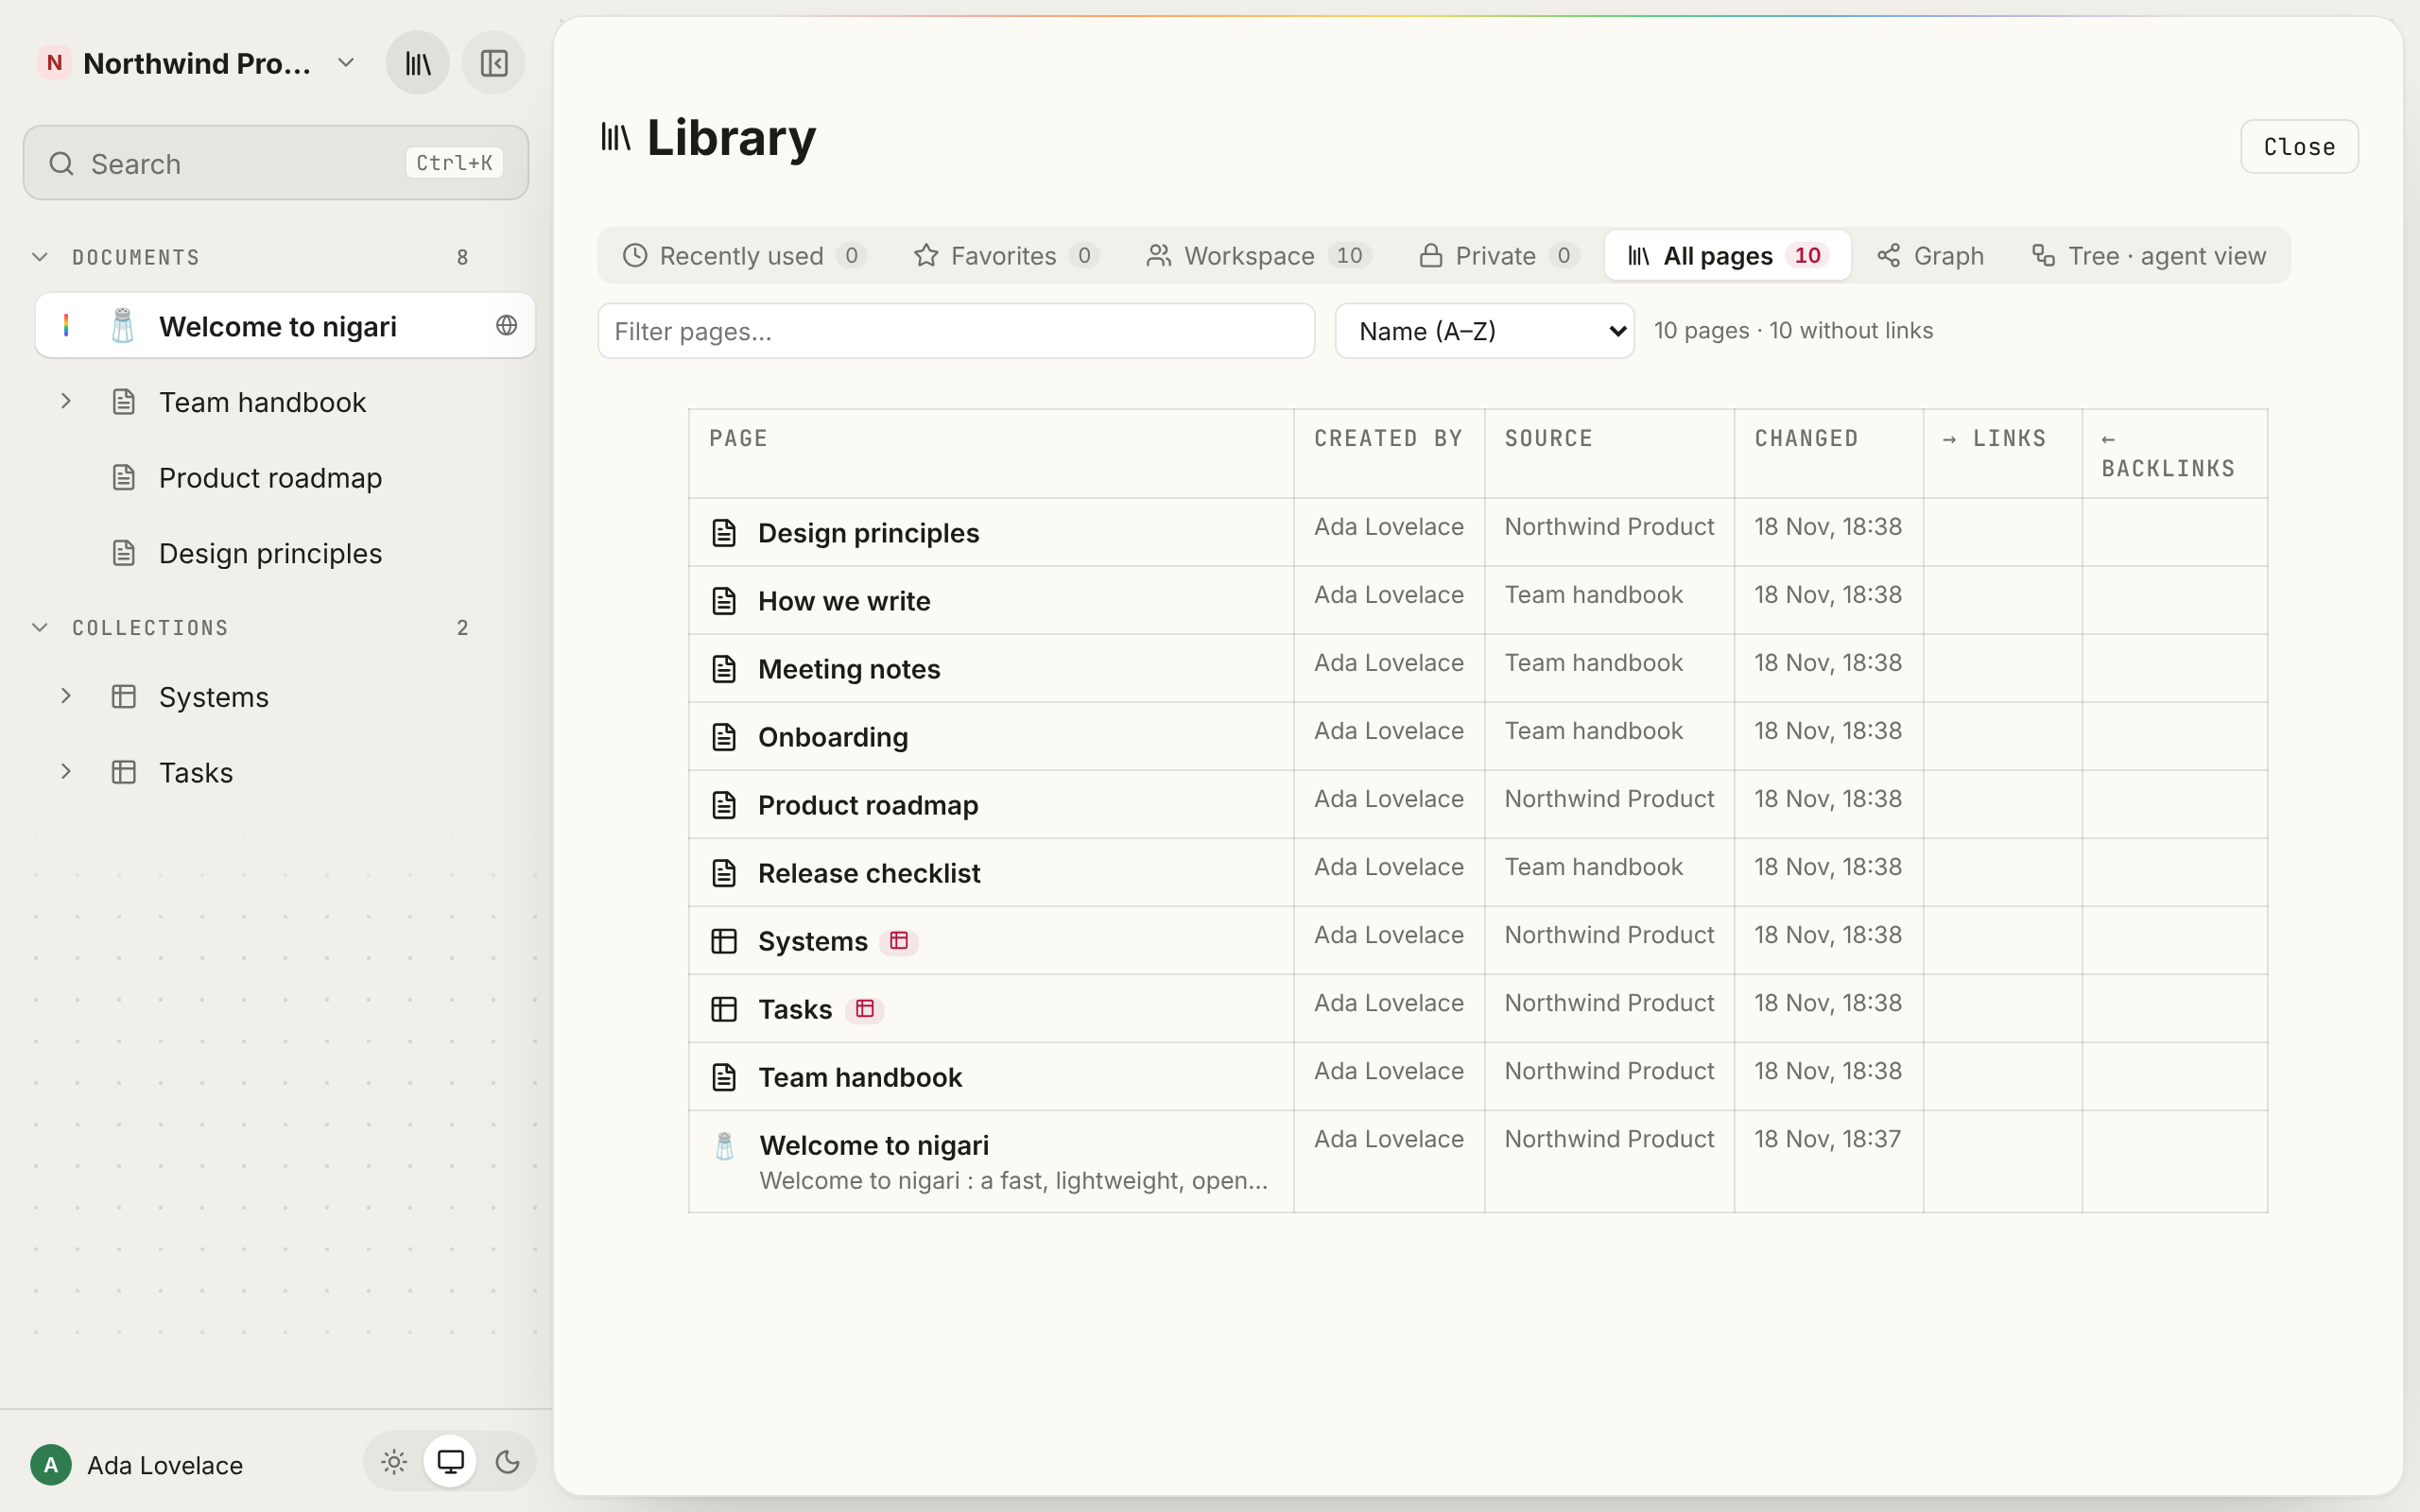 N Northwind Pro...
Search Ctrl+K
DOCUMENTS 8
Welcome to nigari
Team handbook
Product roadmap
Design principles
COLLECTIONS 2
Systems
Tasks
A Ada Lovelace
Library
Close
Recently used 0 Favorites 0 Workspace 10 Private 0 All pages 10 Graph Tree · agent view
Filter pages... Name (A–Z) 10 pages · 10 without links
PAGE CREATED BY SOURCE CHANGED → LINKS ← BACKLINKS
Design principles Ada Lovelace Northwind Product 18 Nov, 18:38
How we write Ada Lovelace Team handbook 18 Nov, 18:38
Meeting notes Ada Lovelace Team handbook 18 Nov, 18:38
Onboarding Ada Lovelace Team handbook 18 Nov, 18:38
Product roadmap Ada Lovelace Northwind Product 18 Nov, 18:38
Release checklist Ada Lovelace Team handbook 18 Nov, 18:38
Systems Ada Lovelace Northwind Product 18 Nov, 18:38
Tasks Ada Lovelace Northwind Product 18 Nov, 18:38
Team handbook Ada Lovelace Northwind Product 18 Nov, 18:38
Welcome to nigari Ada Lovelace Northwind Product 18 Nov, 18:37
Welcome to nigari : a fast, lightweight, open...